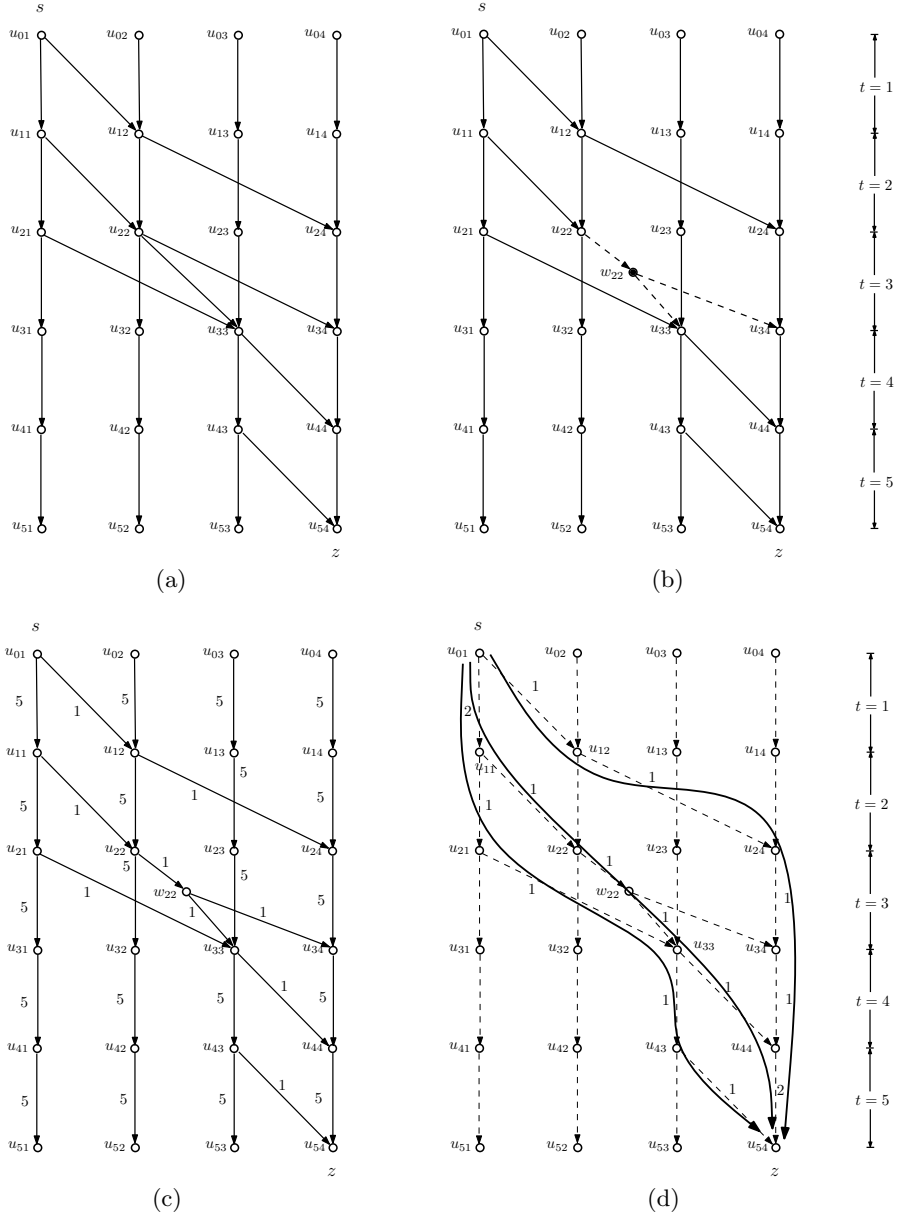 s s
u01 u02 u03 u04 u01 u02 u03 u04
t = 1
u11 u12 u13 u14 u11 u12 u13 u14
t = 2
u21 u22 u23 u24 u21 u22 u23 u24
w22 t = 3
u31 u32 u33 u34 u31 u32 u33 u34
t = 4
u41 u42 u43 u44 u41 u42 u43 u44
t = 5
u51 u52 u53 u54 u51 u52 u53 u54
z z
(a) (b)
s s
u01 u02 u03 u04 u01 u02 u03 u04
5 1 5 5 5 2 1 t = 1
u11 u12 u13 u14 u11 u12 u13 u14
5 1 5 1 5 5 1 1 1 t = 2
u21 u22 u23 u24 u21 u22 u23 u24
5 1 5 1 w22 1 5 1 5 1 1 w22 1 1 t = 3
u31 u32 u33 u34 u31 u32 u33 u34
5 5 5 1 5 1 1 1 t = 4
u41 u42 u43 u44 u41 u42 u43 u44
5 5 5 1 5 1 2 t = 5
u51 u52 u53 u54 u51 u52 u53 u54
z z
(c) (d)